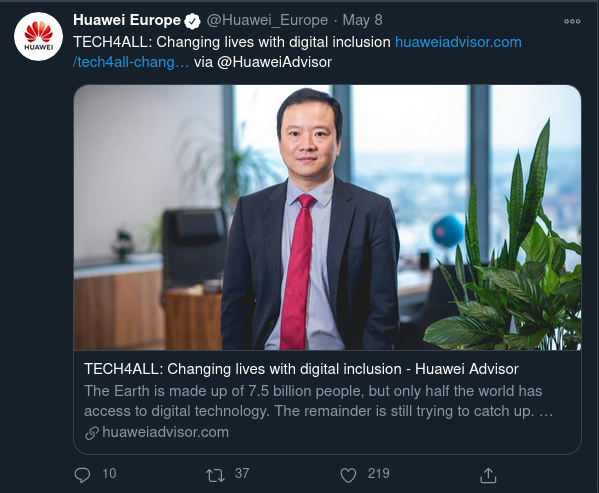 Huawei Europe @Huawei_Europe · May 8
TECH4ALL: Changing lives with digital inclusion huaweiadvisor.com
/tech4all-chang… via @HuaweiAdvisor
HUAWEI
TECH4ALL: Changing lives with digital inclusion - Huawei Advisor
The Earth is made up of 7.5 billion people, but only half the world has
access to digital technology. The remainder is still trying to catch up. …
huaweiadvisor.com
10 37 219